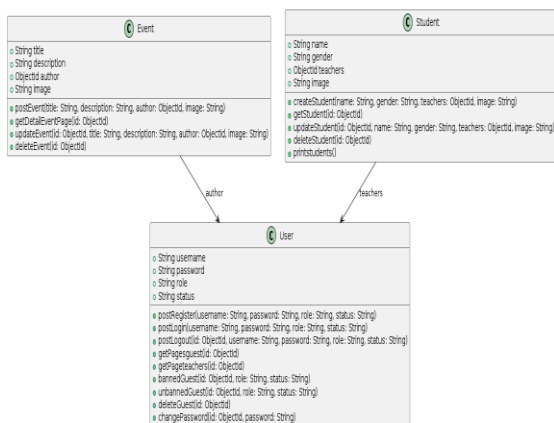 C Event
String title
String description
ObjectId author
String image
postEvent(title: String, description: String, author: ObjectId, image: String)
getDetailEventPage(id: ObjectId)
updateEvent(id: ObjectId, title: String, description: String, author: ObjectId, image: String)
deleteEvent(id: ObjectId)
C Student
String name
String gender
ObjectId teachers
String image
createStudent(name: String, gender: String, teachers: ObjectId, image: String)
getStudent(id: ObjectId)
updateStudent(id: ObjectId, name: String, gender: String, teachers: ObjectId, image: String)
deleteStudent(id: ObjectId)
printstudents()
author
teachers
C User
String username
String password
String role
String status
postRegister(username: String, password: String, role: String, status: String)
postLogin(username: String, password: String, role: String, status: String)
postLogout(id: ObjectId, username: String, password: String, role: String, status: String)
getPagesguest(id: ObjectId)
getPageteachers(id: ObjectId)
bannedGuest(id: ObjectId, role: String, status: String)
unbannedGuest(id: ObjectId, role: String, status: String)
deleteGuest(id: ObjectId)
changePassword(id: ObjectId, password: String)